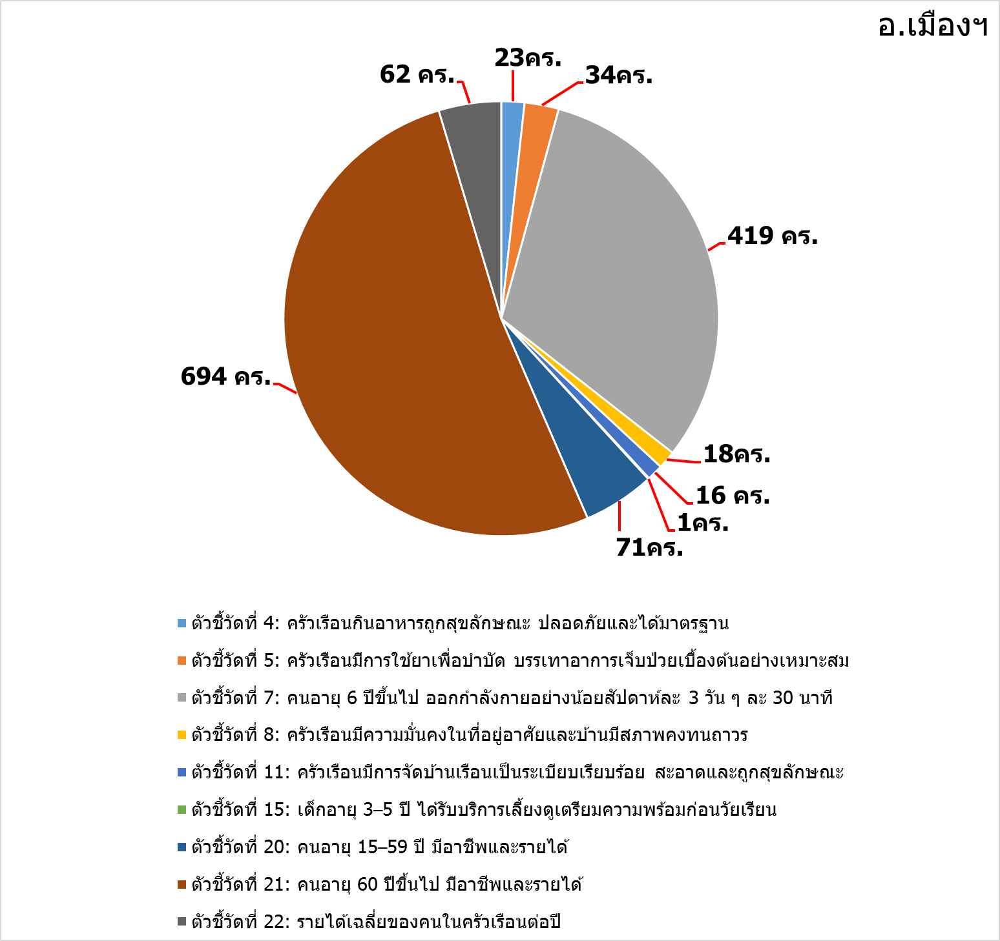 อ.เมืองฯ
23คร.
62 คร.
34คร.
419 คร.
694 คร.
18คร.
16 คร.
1คร.
71คร.
ตัวชี้วัดที่ 4: ครัวเรือนกินอาหารถูกสุขลักษณะ ปลอดภัยและได้มาตรฐาน
ตัวชี้วัดที่ 5: ครัวเรือนมีการใช้ยาเพื่อบำบัด บรรเทาอาการเจ็บป่วยเบื้องต้นอย่างเหมาะสม
ตัวชี้วัดที่ 7: คนอายุ 6 ปีขึ้นไป ออกกำลังกายอย่างน้อยสัปดาห์ละ 3 วัน ๆ ละ 30 นาที
ตัวชี้วัดที่ 8: ครัวเรือนมีความมั่นคงในที่อยู่อาศัยและบ้านมีสภาพคงทนถาวร
ตัวชี้วัดที่ 11: ครัวเรือนมีการจัดบ้านเรือนเป็นระเบียบเรียบร้อย สะอาดและถูกสุขลักษณะ
ตัวชี้วัดที่ 15: เด็กอายุ 3–5 ปี ได้รับบริการเลี้ยงดูเตรียมความพร้อมก่อนวัยเรียน
ตัวชี้วัดที่ 20: คนอายุ 15–59 ปี มีอาชีพและรายได้
ตัวชี้วัดที่ 21: คนอายุ 60 ปีขึ้นไป มีอาชีพและรายได้
ตัวชี้วัดที่ 22: รายได้เฉลี่ยของคนในครัวเรือนต่อปี